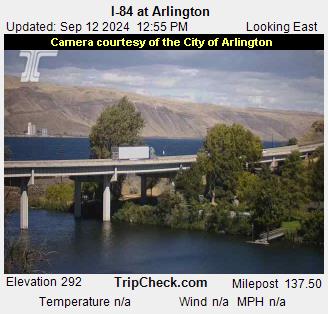 I-84 at Arlington
Updated: Sep 12 2024 12:55 PM Looking East
Camera courtesy of the City of Arlington
Elevation 292 TripCheck.com Milepost 137.50
Temperature n/a Wind n/a MPH n/a